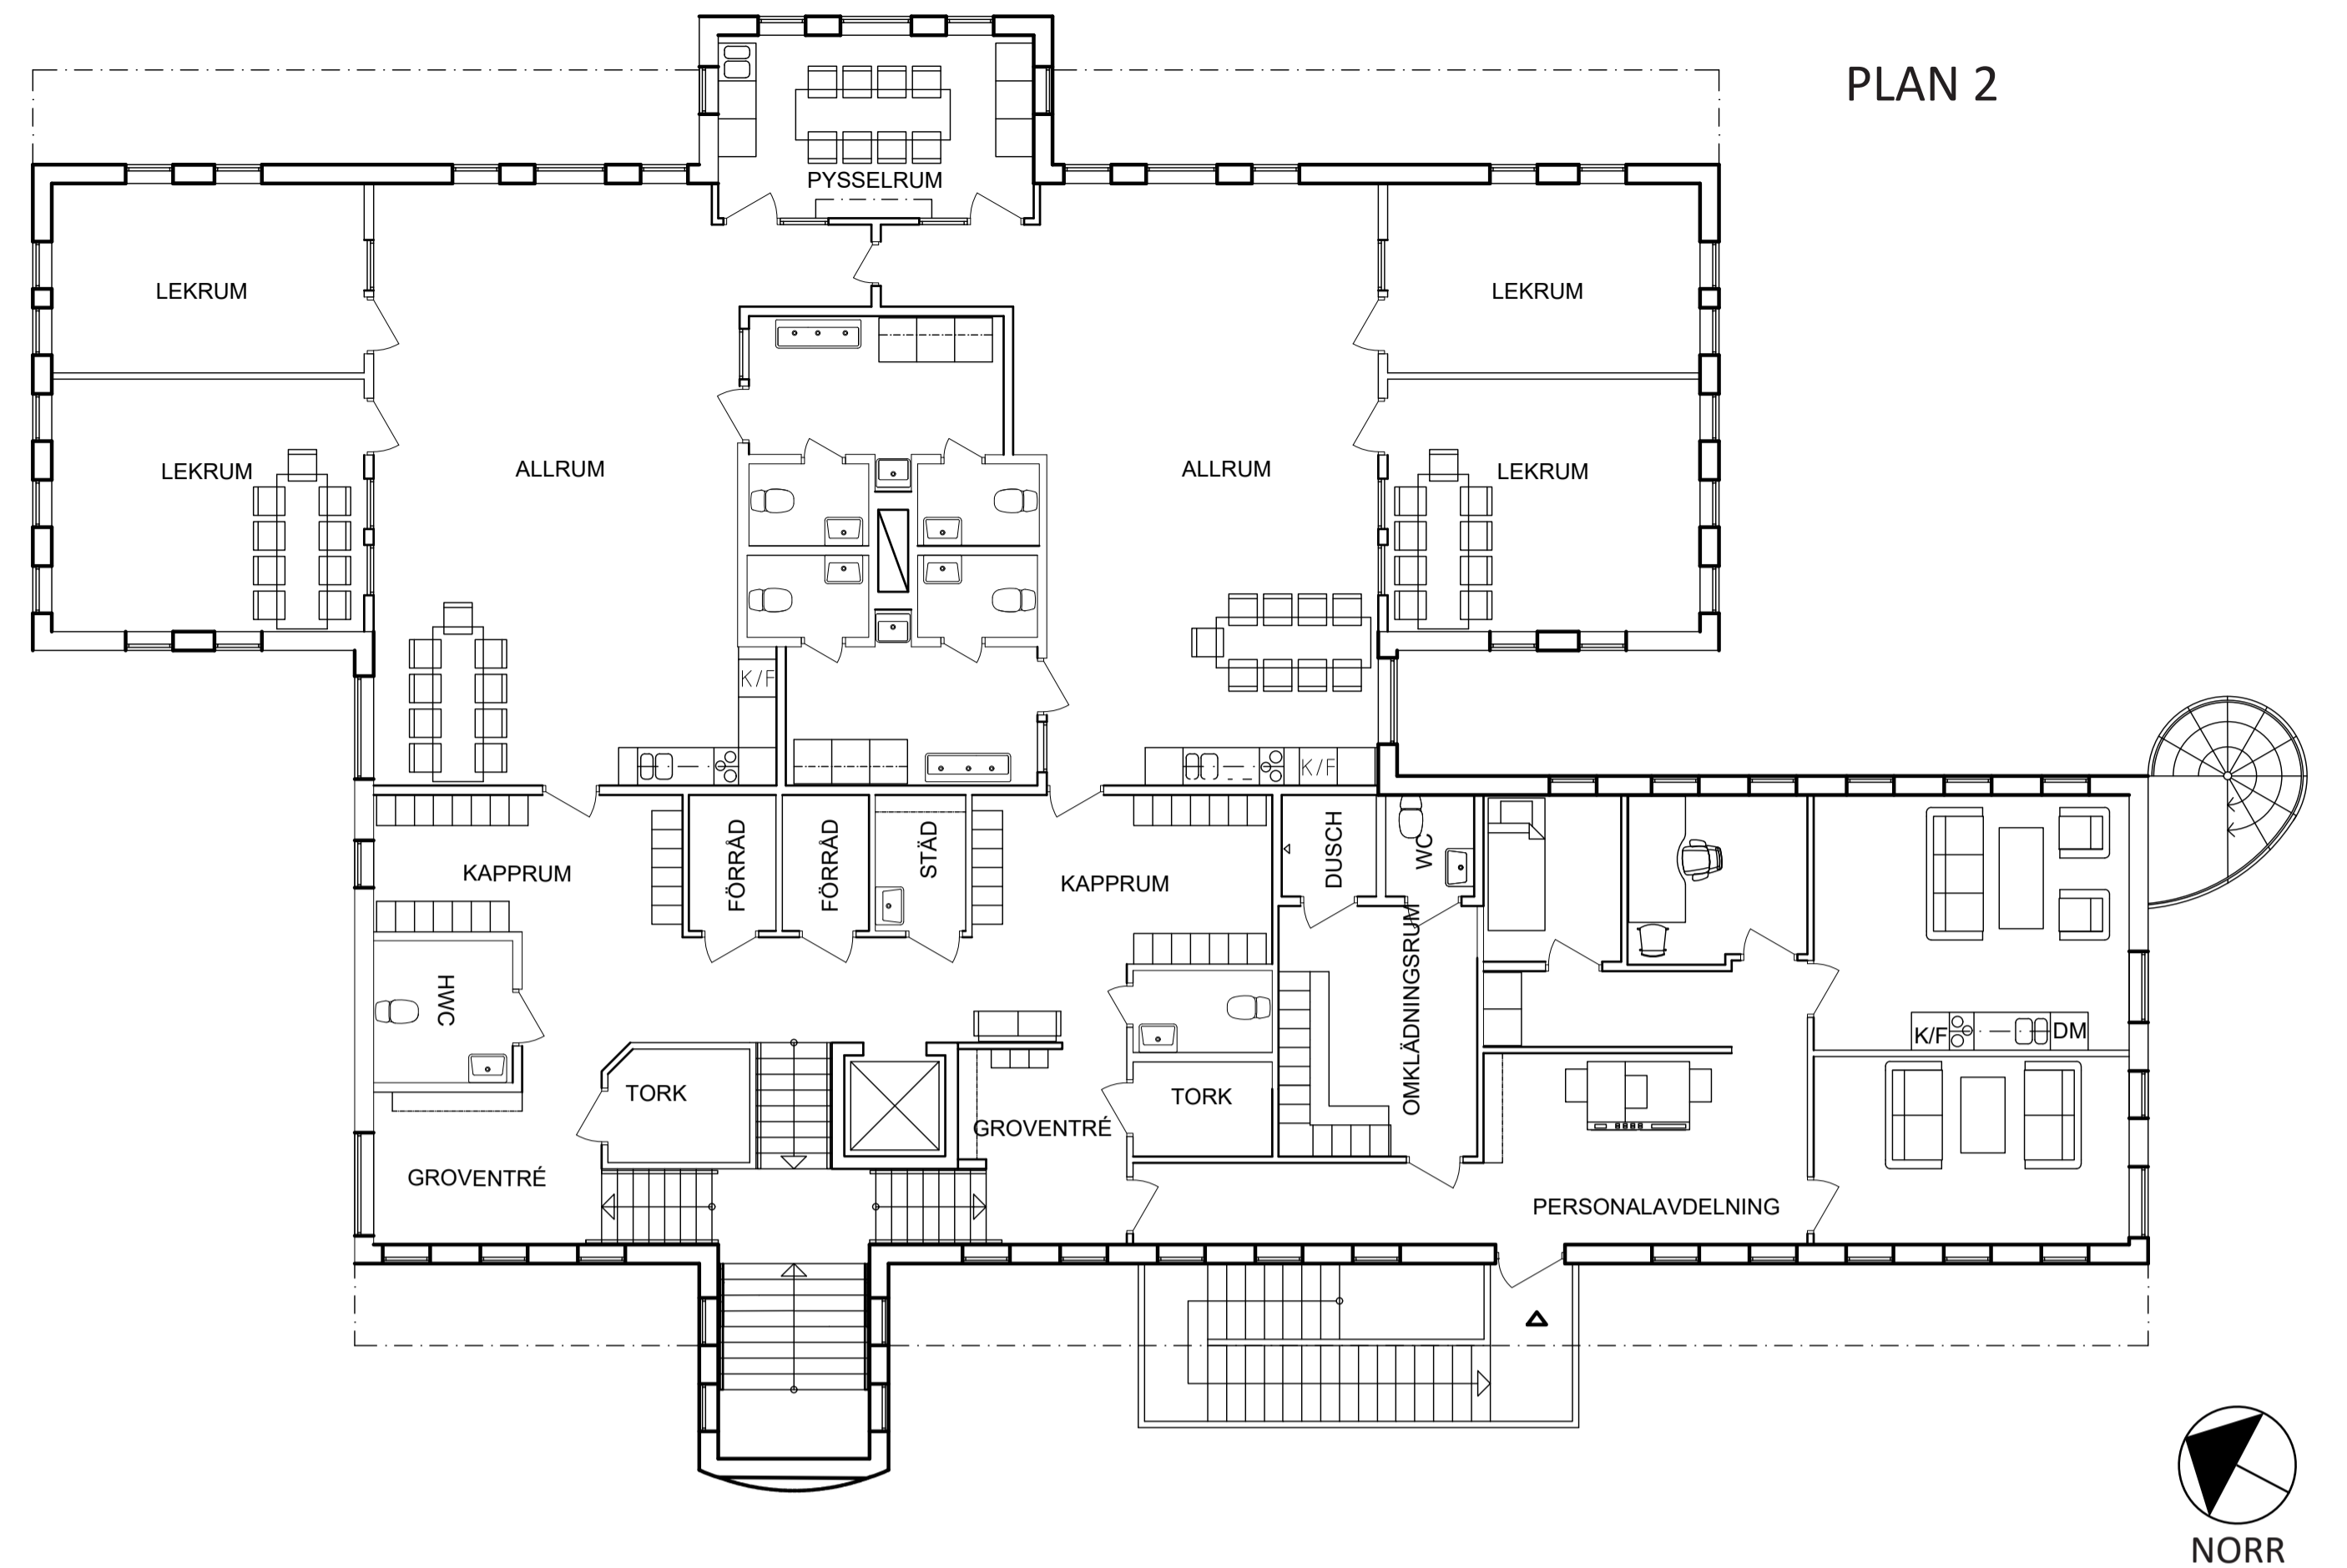 PLAN 2
PYSSELRUM
LEKRUM
LEKRUM
LEKRUM
ALLRUM
ALLRUM
LEKRUM
K/F
K/F
KAPPRUM
FÖRRÅD
FÖRRÅD
STÄD
KAPPRUM
DUSCH
WC
HWC
OMKLÄDNINGSRUM
K/F
DM
TORK
TORK
GROVENTRÉ
GROVENTRÉ
PERSONALAVDELNING
NORR